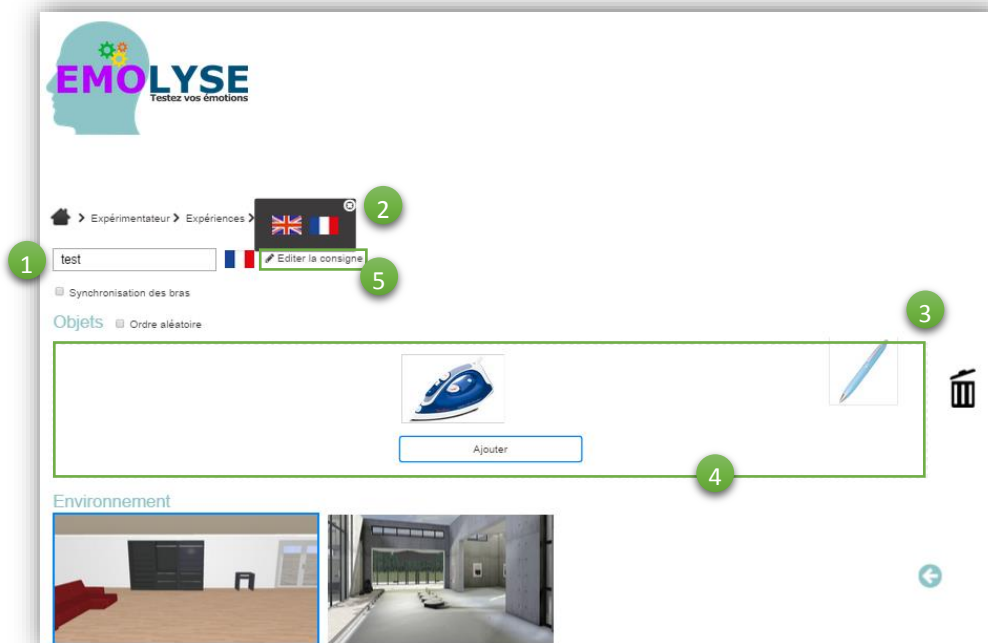 EMOLYSE
Testez vos émotions
2
Expérimentateur Expériences
1
test
Editer la consigne
5
Synchronisation des bras
3
Objets Ordre aléatoire
Ajouter
4
Environnement